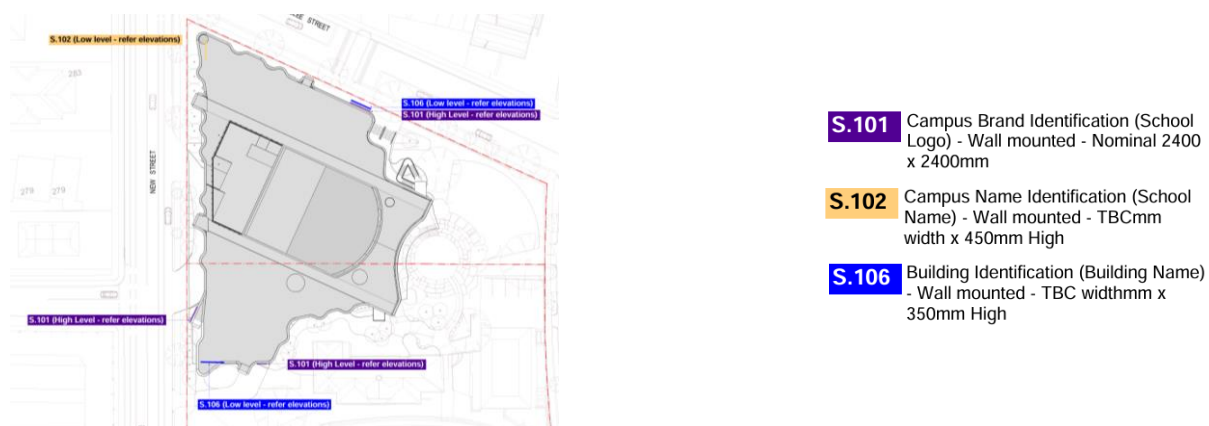 EE STREET
S.102 (Low level - refer elevations)
283
S.106 (Low level - refer elevations)
S.101 (High Level - refer elevations)
NEW STREET
279
279
S.101 (High Level - refer elevations)
S.101 (High Level - refer elevations)
S.106 (Low level - refer elevations)
S.101
Campus Brand Identification (School
Logo) - Wall mounted - Nominal 2400
x 2400mm
S.102
Campus Name Identification (School
Name) - Wall mounted - TBCmm
width x 450mm High
S.106
Building Identification (Building Name)
- Wall mounted - TBC widthmm x
350mm High